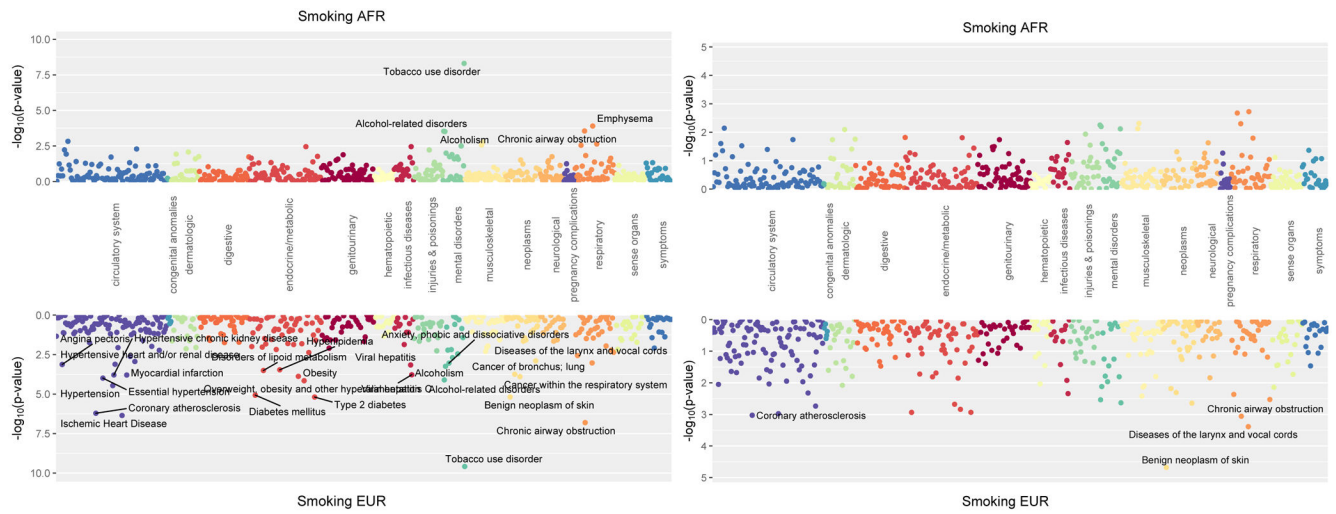 Smoking AFR
10.0
7.5
5.0
2.5
0.0
-log10(p-value)
Tobacco use disorder
Alcohol-related disorders
Alcoholism
Emphysema
Chronic airway obstruction
circulatory system
congenital anomalies
dermatologic
digestive
endocrine/metabolic
genitourinary
hematopoietic
infectious diseases
injuries & poisonings
mental disorders
musculoskeletal
neoplasms
neurological
pregnancy complications
respiratory
sense organs
symptoms
0.0
2.5
5.0
7.5
10.0
-log10(p-value)
Angina pectoris
Hypertensive chronic kidney disease
Hypertensive heart and/or renal disease
Myocardial infarction
Essential hypertension
Hypertension
Coronary atherosclerosis
Ischemic Heart Disease
Hyperlipidemia
Disorders of lipoid metabolism
Obesity
Overweight, obesity and other hyperalimentation
Diabetes mellitus
Type 2 diabetes
Viral hepatitis
Viral hepatitis C
Anxiety, phobic and dissociative disorders
Alcoholism
Alcohol-related disorders
Diseases of the larynx and vocal cords
Cancer of bronchus; lung
Cancer within the respiratory system
Benign neoplasm of skin
Chronic airway obstruction
Tobacco use disorder
Smoking EUR
Smoking AFR
5
4
3
2
1
0
-log10(p-value)
circulatory system
congenital anomalies
dermatologic
digestive
endocrine/metabolic
genitourinary
hematopoietic
infectious diseases
injuries & poisonings
mental disorders
musculoskeletal
neoplasms
neurological
pregnancy complications
respiratory
sense organs
symptoms
0
1
2
3
4
5
-log10(p-value)
Coronary atherosclerosis
Chronic airway obstruction
Diseases of the larynx and vocal cords
Benign neoplasm of skin
Smoking EUR